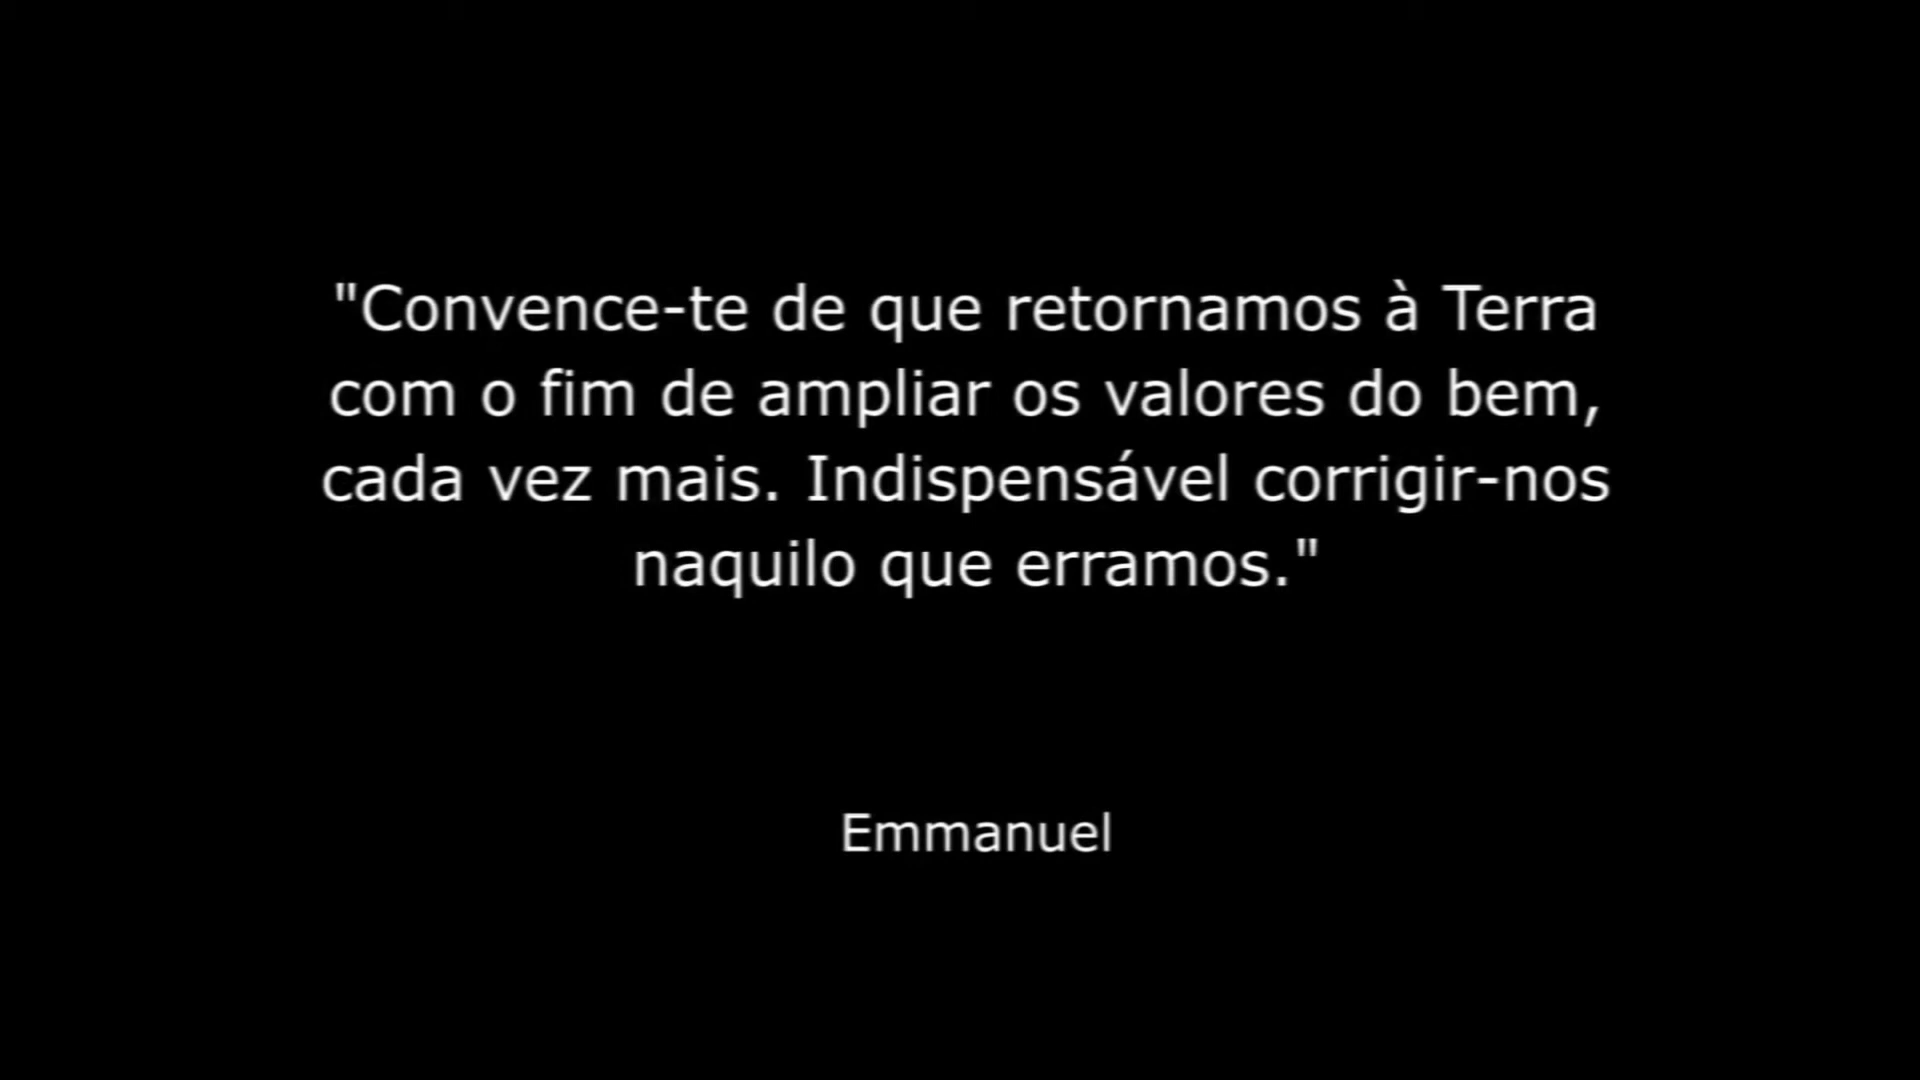 "Convence-te de que retornamos à Terra
com o fim de ampliar os valores do bem,
cada vez mais. Indispensável corrigir-nos
naquilo que erramos."
Emmanuel